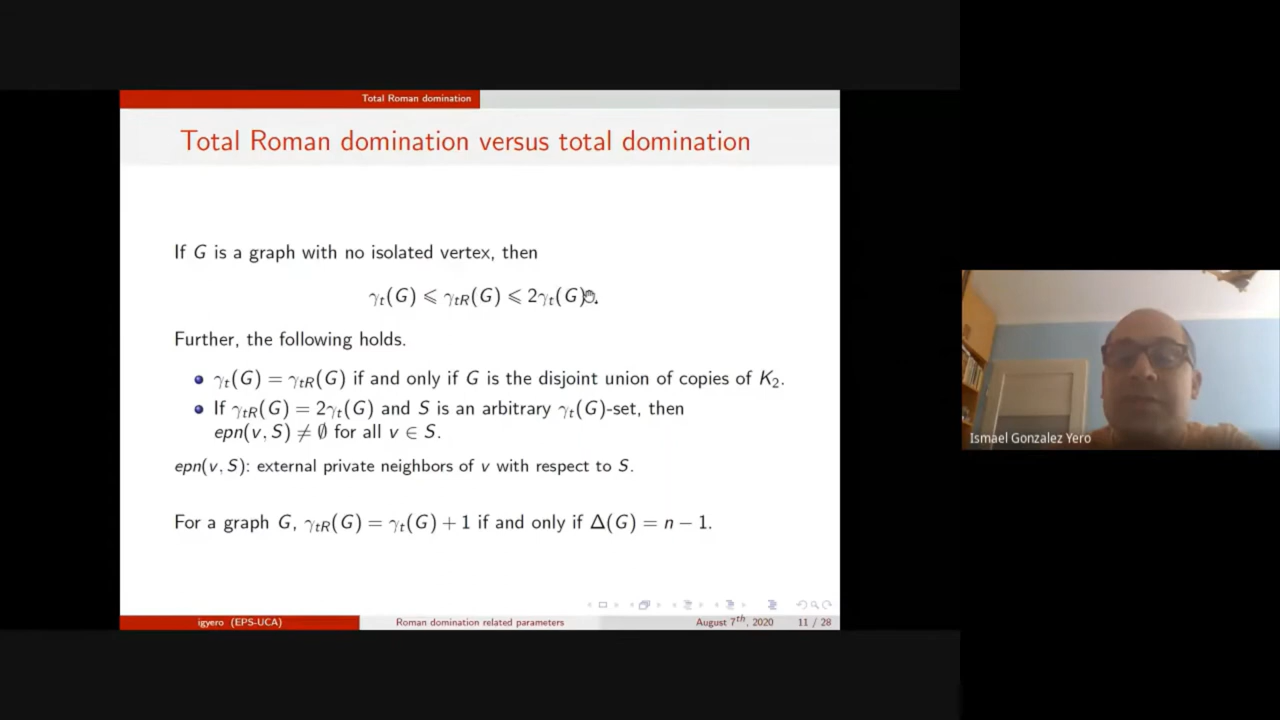 Total Roman domination
Total Roman domination versus total domination
If G is a graph with no isolated vertex, then
γₜ(G) ⩽ γₜR(G) ⩽ 2γₜ(G).
Further, the following holds.
γₜ(G) = γₜR(G) if and only if G is the disjoint union of copies of K₂.
If γₜR(G) = 2γₜ(G) and S is an arbitrary γₜ(G)-set, then
epn(v, S) ≠ ∅ for all v ∈ S.
epn(v, S): external private neighbors of v with respect to S.
For a graph G, γₜR(G) = γₜ(G) + 1 if and only if Δ(G) = n − 1.
igyero (EPS-UCA) Roman domination related parameters August 7th, 2020 11 / 28
Ismael Gonzalez Yero